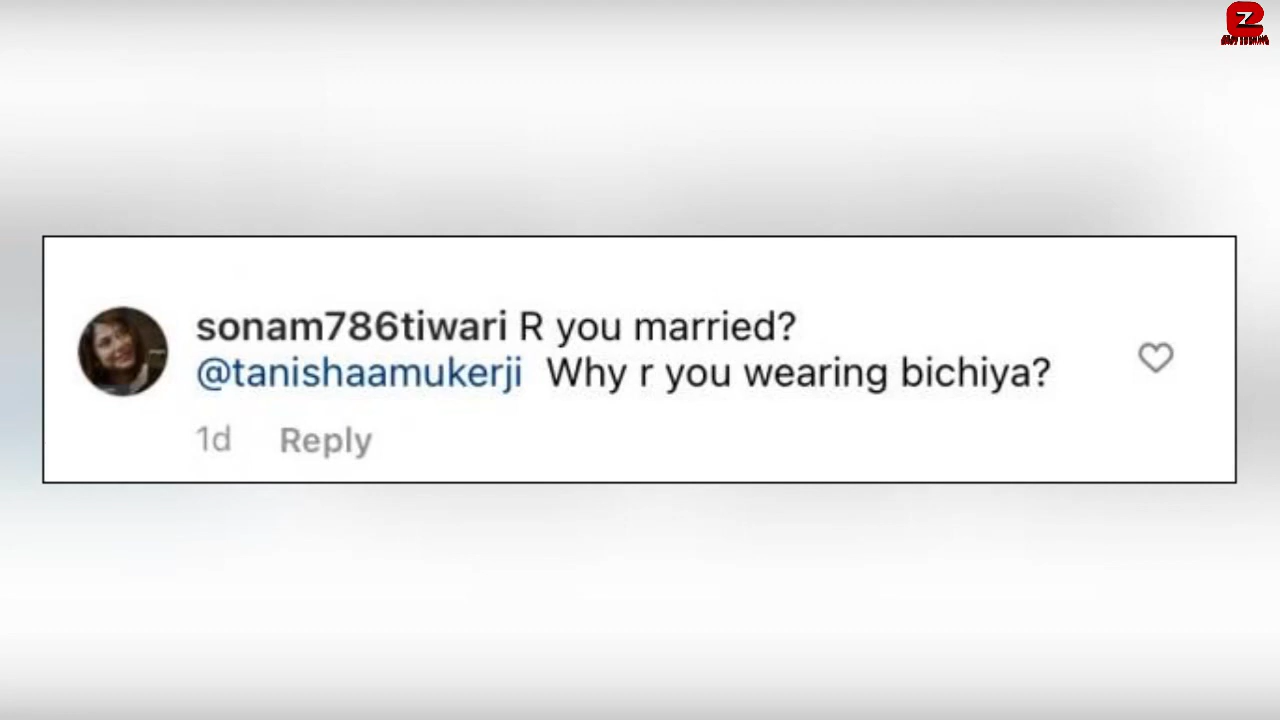 Z
sonam786tiwari R you married?
@tanishaamukerji Why r you wearing bichiya?
1d Reply